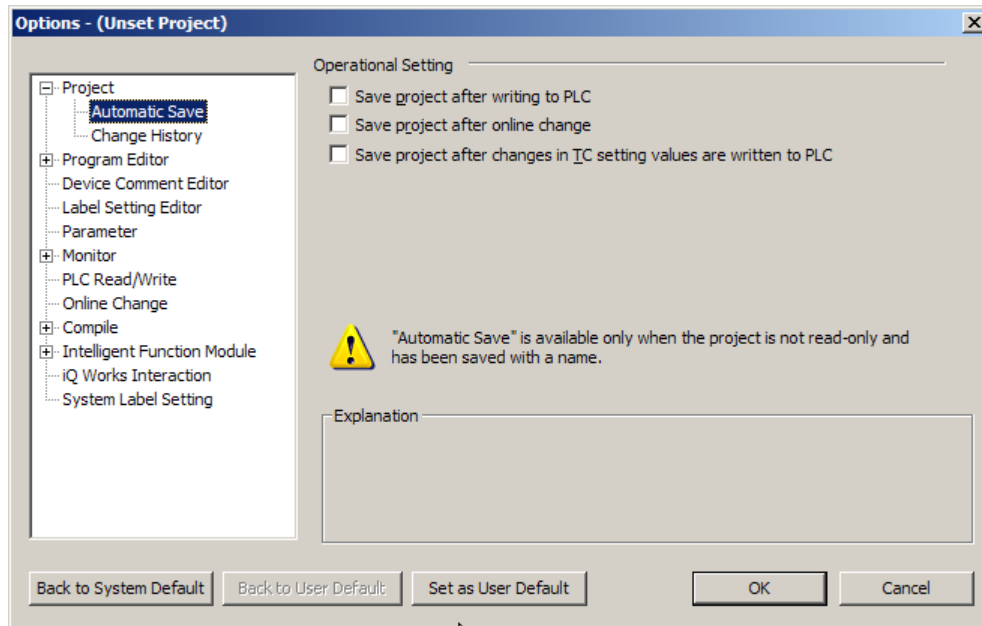 Options - (Unset Project)
Operational Setting
Project
Automatic Save
Change History
Program Editor
Device Comment Editor
Label Setting Editor
Parameter
Monitor
PLC Read/Write
Online Change
Compile
Intelligent Function Module
iQ Works Interaction
System Label Setting
Save project after writing to PLC
Save project after online change
Save project after changes in TC setting values are written to PLC
"Automatic Save" is available only when the project is not read-only and
has been saved with a name.
Explanation
Back to System Default
Back to User Default
Set as User Default
OK
Cancel